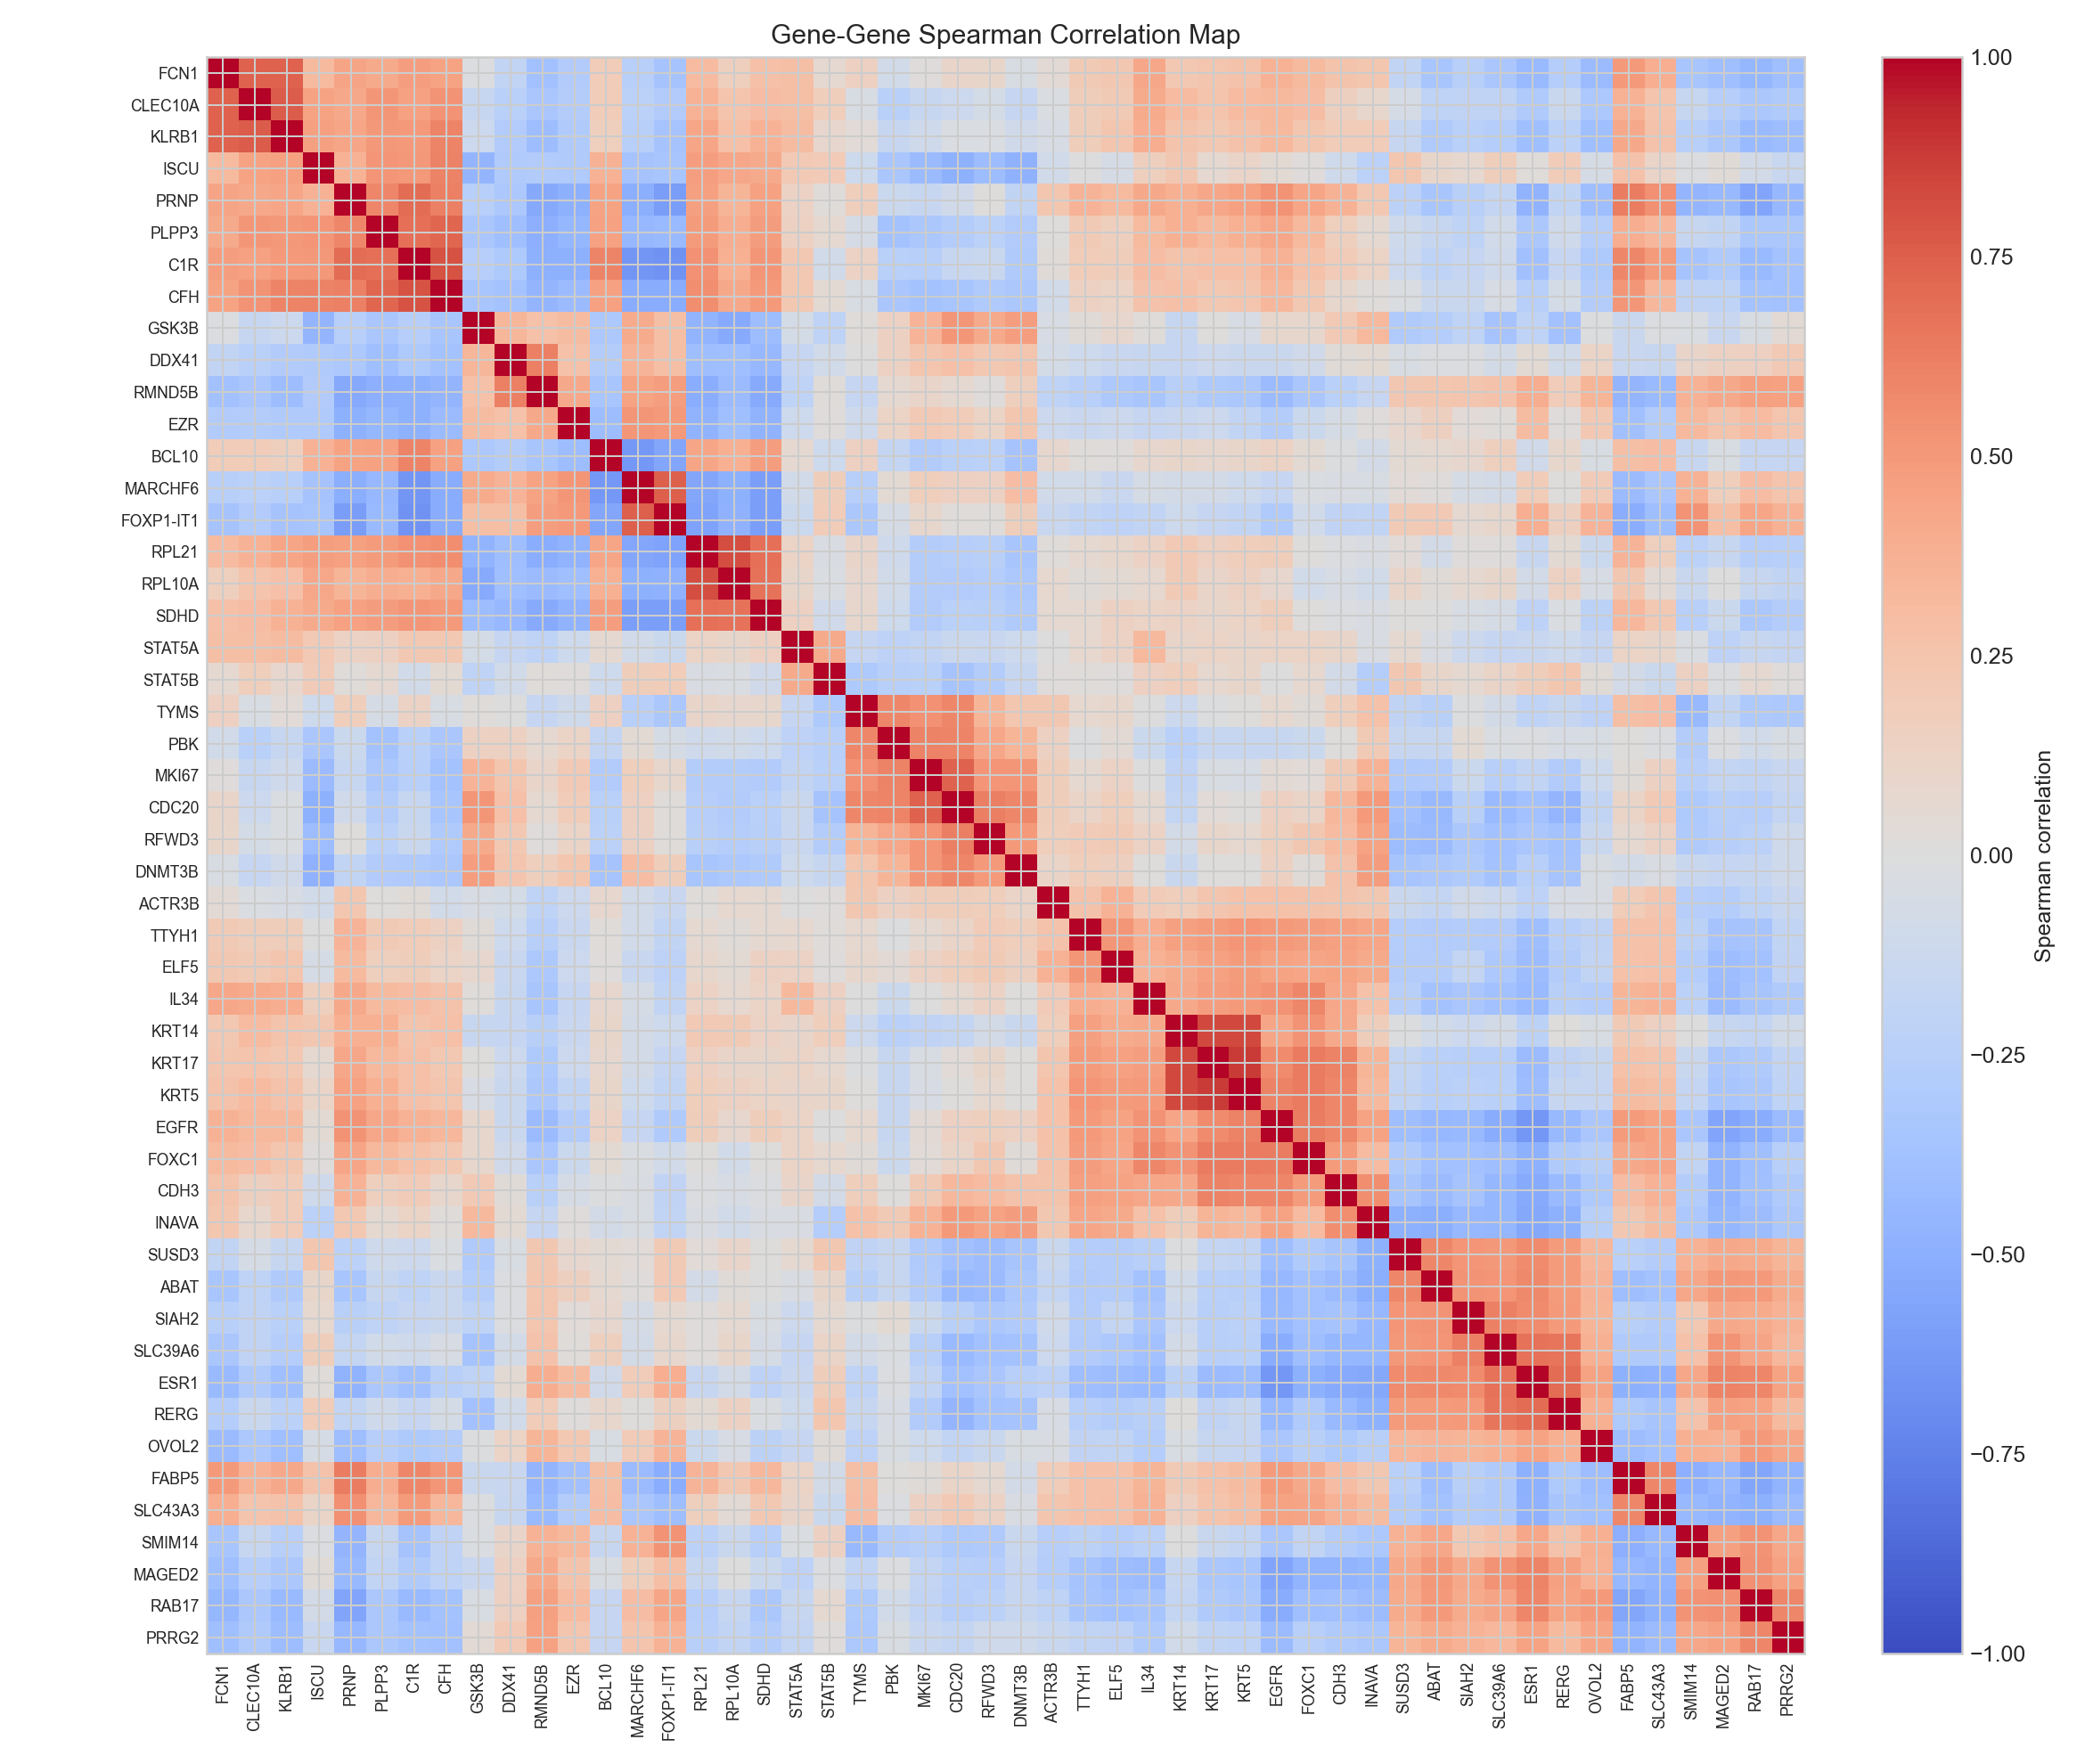 Gene-Gene Spearman Correlation Map
FCN1
CLEC10A
KLRB1
ISCU
PRNP
PLPP3
C1R
CFH
GSK3B
DDX41
RMND5B
EZR
BCL10
MARCHF6
FOXP1-IT1
RPL21
RPL10A
SDHD
STAT5A
STAT5B
TYMS
PBK
MKI67
CDC20
RFWD3
DNMT3B
ACTR3B
TTYH1
ELF5
IL34
KRT14
KRT17
KRT5
EGFR
FOXC1
CDH3
INAVA
SUSD3
ABAT
SIAH2
SLC39A6
ESR1
RERG
OVOL2
FABP5
SLC43A3
SMIM14
MAGED2
RAB17
PRRG2
FCN1
CLEC10A
KLRB1
ISCU
PRNP
PLPP3
C1R
CFH
GSK3B
DDX41
RMND5B
EZR
BCL10
MARCHF6
FOXP1-IT1
RPL21
RPL10A
SDHD
STAT5A
STAT5B
TYMS
PBK
MKI67
CDC20
RFWD3
DNMT3B
ACTR3B
TTYH1
ELF5
IL34
KRT14
KRT17
KRT5
EGFR
FOXC1
CDH3
INAVA
SUSD3
ABAT
SIAH2
SLC39A6
ESR1
RERG
OVOL2
FABP5
SLC43A3
SMIM14
MAGED2
RAB17
PRRG2
1.00
0.75
0.50
0.25
0.00
−0.25
−0.50
−0.75
−1.00
Spearman correlation